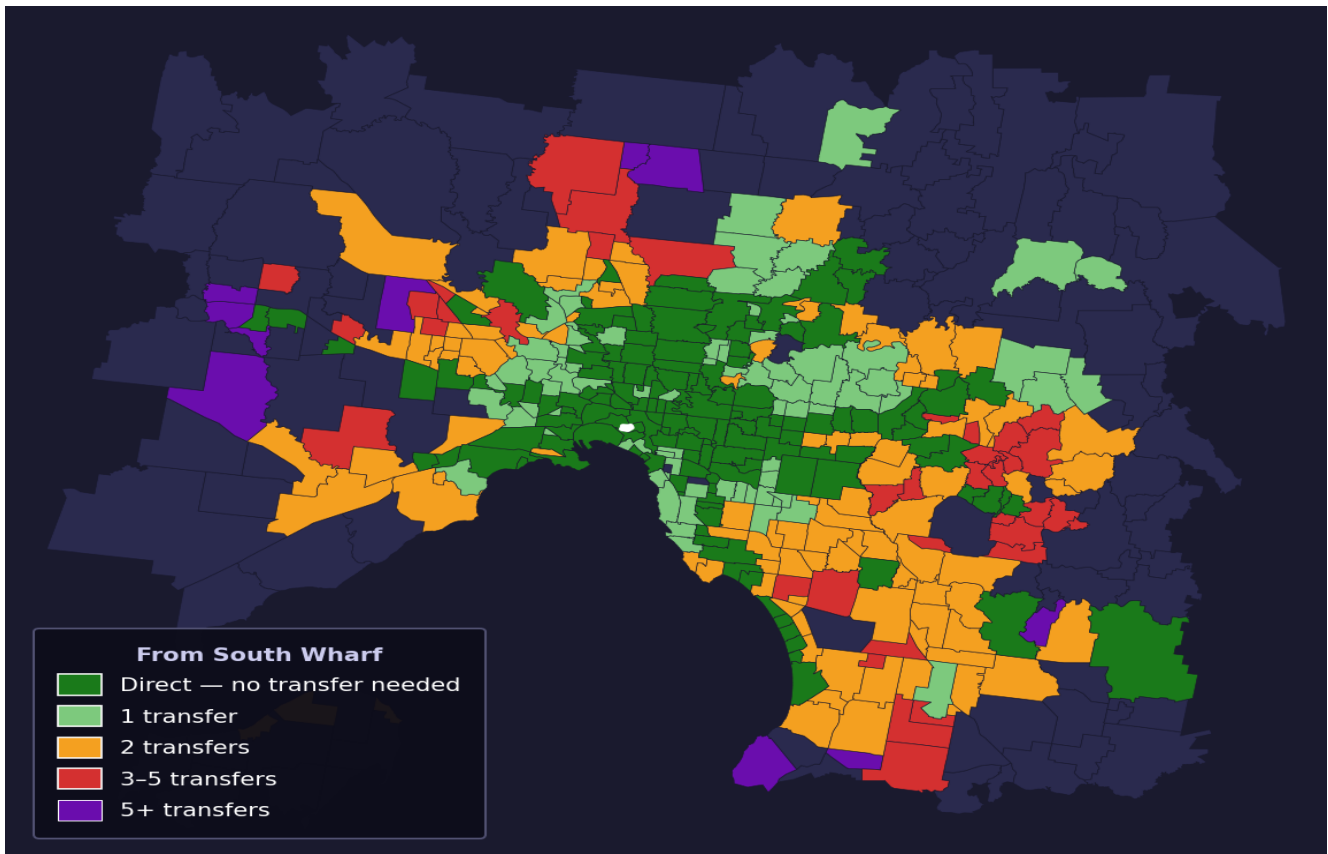 From South Wharf
Direct — no transfer needed
1 transfer
2 transfers
3–5 transfers
5+ transfers